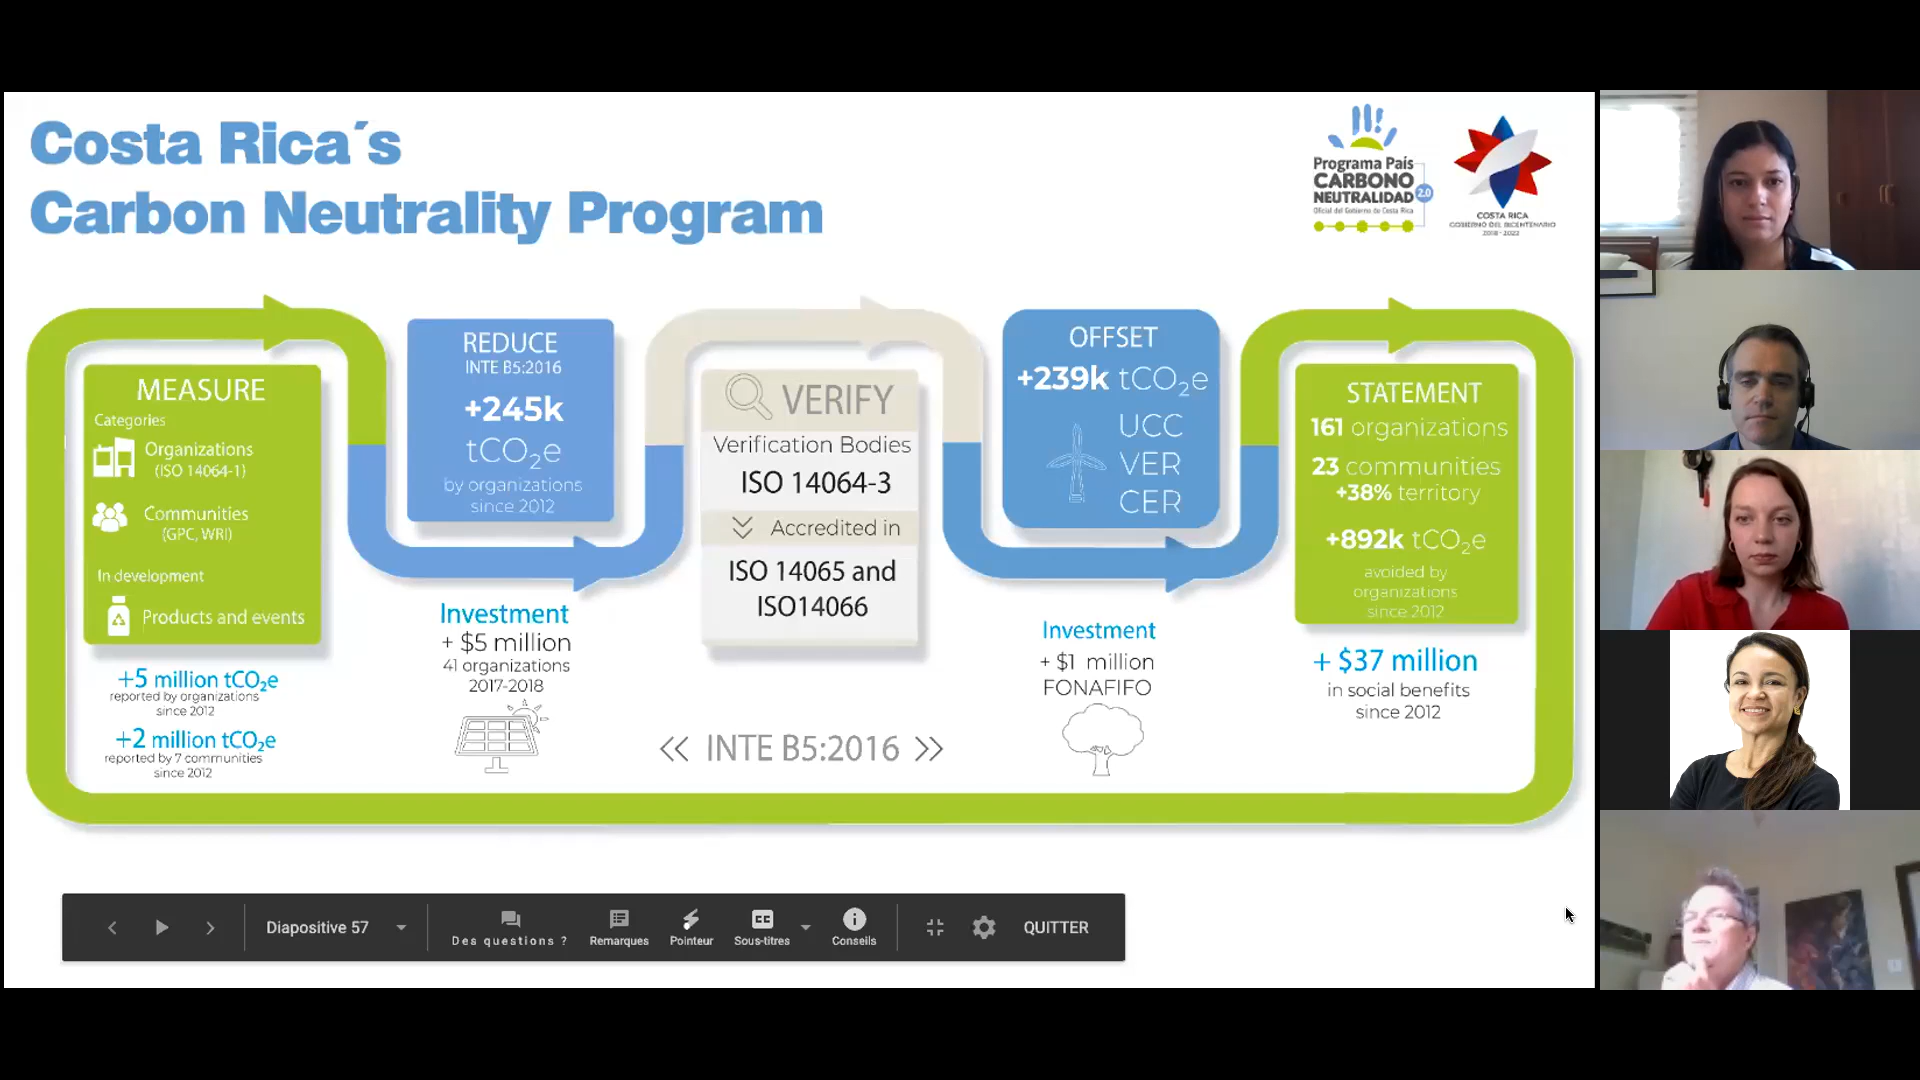 Costa Rica´s
Carbon Neutrality Program
Programa País
CARBONO
NEUTRALIDAD
2.0
Oficial del Gobierno de Costa Rica
COSTA RICA
GOBIERNO DEL BICENTENARIO
2018 - 2022
MEASURE
Categories
Organizations
(ISO 14064-1)
Communities
(GPC, WRI)
In development
Products and events
+5 million tCO₂e
reported by organizations
since 2012
+2 million tCO₂e
reported by 7 communities
since 2012
REDUCE
INTE B5:2016
+245k
tCO₂e
by organizations
since 2012
Investment
+ $5 million
41 organizations
2017-2018
VERIFY
Verification Bodies
ISO 14064-3
Accredited in
ISO 14065 and
ISO14066
<< INTE B5:2016 >>
OFFSET
+239k tCO₂e
UCC
VER
CER
Investment
+ $1 million
FONAFIFO
STATEMENT
161 organizations
23 communities
+38% territory
+892k tCO₂e
avoided by
organizations
since 2012
+ $37 million
in social benefits
since 2012
Diapositive 57
Des questions ?
Remarques
Pointeur
Sous-titres
Conseils
QUITTER